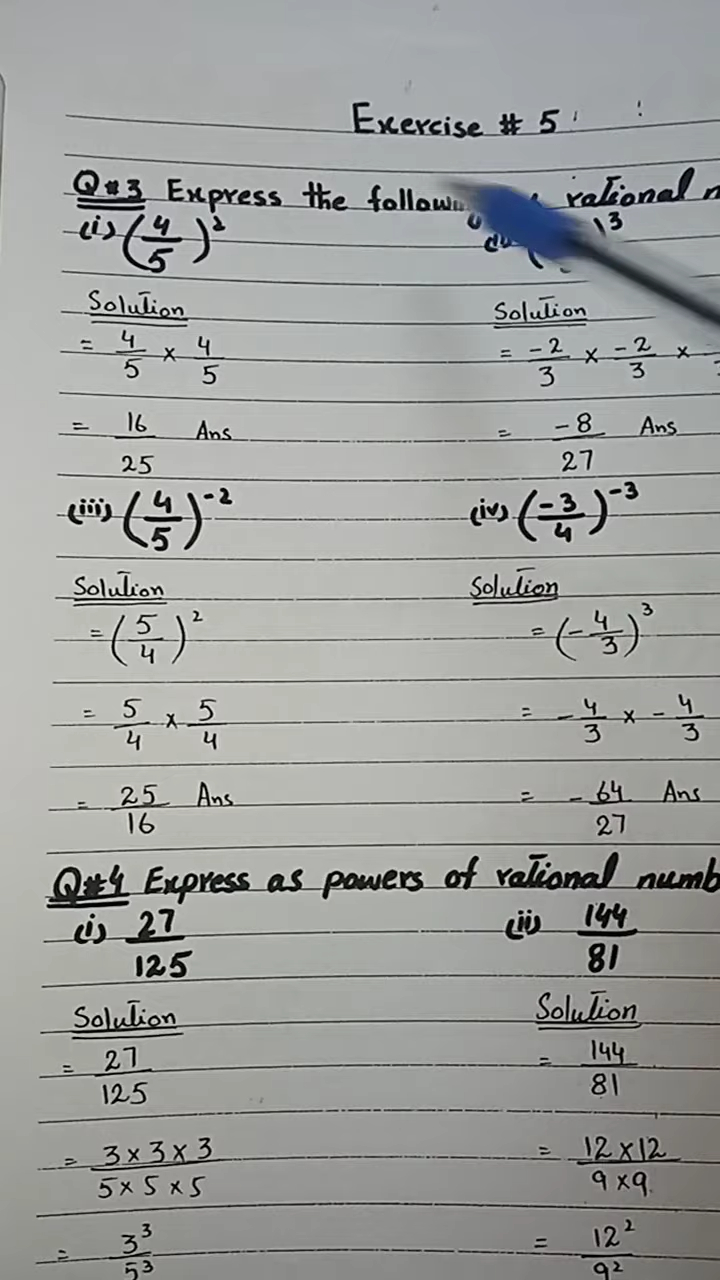 Exercise # 5
Q#3 Express the following rational
(i) (4/5)² )³
Solution Solution
= 4/5 × 4/5 = -2/3 × -2/3 ×
= 16/25 Ans = -8/27 Ans
(iii) (4/5)⁻² (iv) (-3/4)⁻³
Solution Solution
= (5/4)² = (-4/3)³
= 5/4 × 5/4 = -4/3 × -4/3
= 25/16 Ans = -64/27 Ans
Q#4 Express as powers of rational numb
(i) 27/125 (ii) 144/81
Solution Solution
= 27/125 = 144/81
= 3×3×3/5×5×5 = 12×12/9×9
= 3³/5³ = 12²/9²